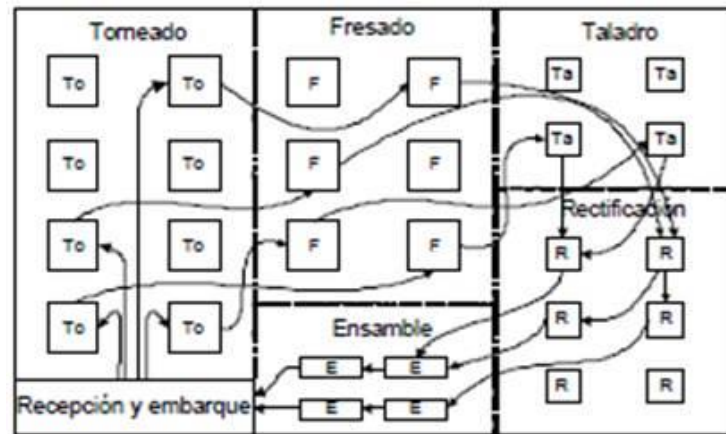 Torneado
Fresado
Taladro
To
To
F
F
Ta
Ta
To
To
F
F
Ta
Ta
Rectificación
To
To
F
F
R
R
To
To
Ensamble
R
R
E
E
E
E
R
R
Recepción y embarque